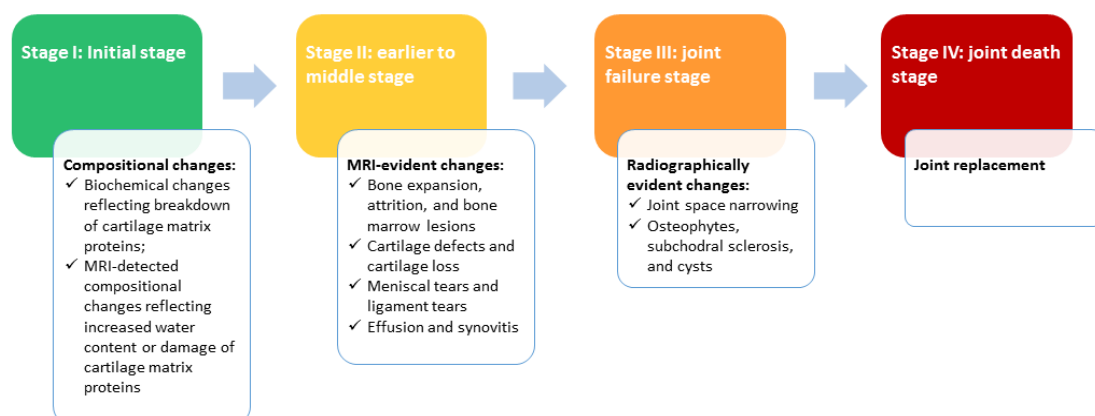 Stage I: Initial stage
Compositional changes:
✓ Biochemical changes
reflecting breakdown
of cartilage matrix
proteins;
✓ MRI-detected
compositional
changes reflecting
increased water
content or damage of
cartilage matrix
proteins
Stage II: earlier to
middle stage
MRI-evident changes:
✓ Bone expansion,
attrition, and bone
marrow lesions
✓ Cartilage defects and
cartilage loss
✓ Meniscal tears and
ligament tears
✓ Effusion and synovitis
Stage III: joint
failure stage
Radiographically
evident changes:
✓ Joint space narrowing
✓ Osteophytes,
subchodral sclerosis,
and cysts
Stage IV: joint death
stage
Joint replacement